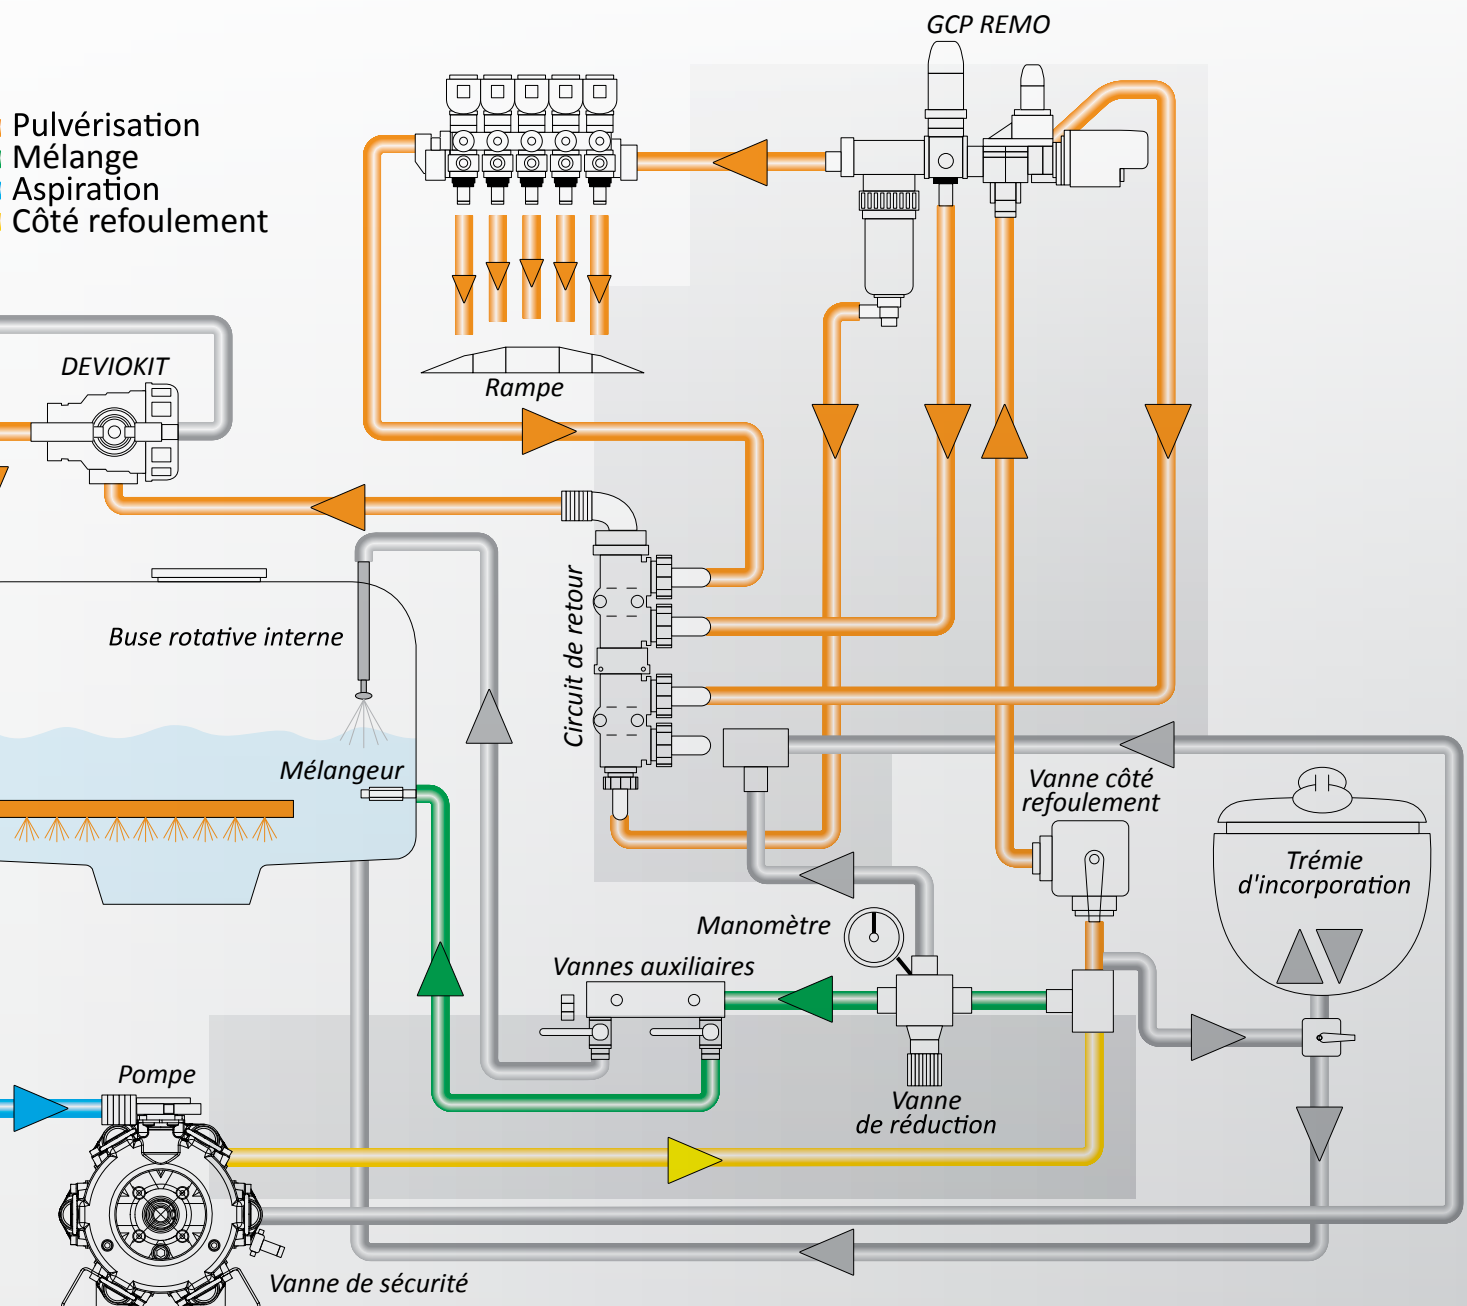 GCP REMO
Pulvérisation
Mélange
Aspiration
Côté refoulement
DEVIOKIT
Rampe
Circuit de retour
Buse rotative interne
Mélangeur
Vanne côté
refoulement
Trémie
d'incorporation
Manomètre
Vannes auxiliaires
Pompe
Vanne
de réduction
Vanne de sécurité